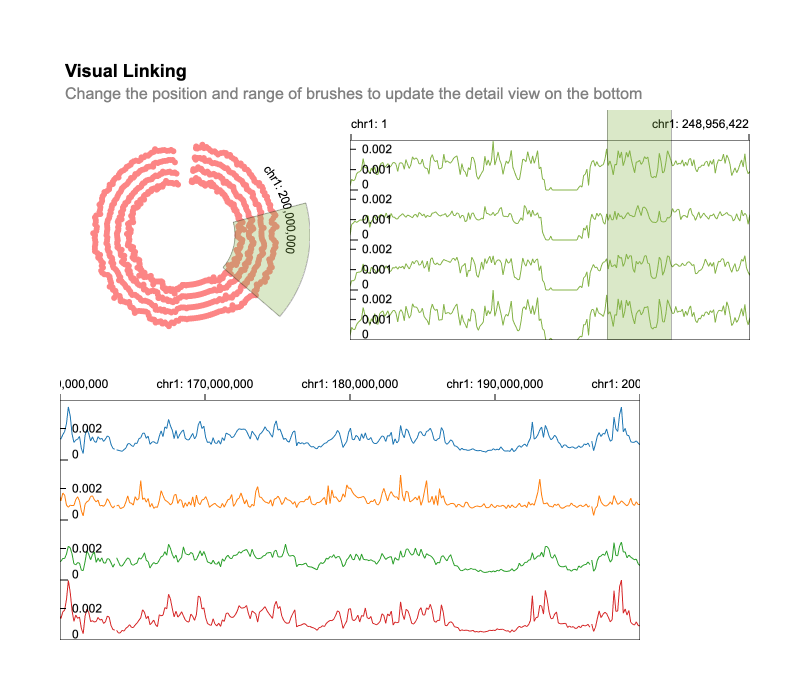 Visual Linking
Change the position and range of brushes to update the detail view on the bottom
chr1: 200,000,000
chr1: 1
chr1: 248,956,422
0.002
0.001
0
0.002
0.001
0
0.002
0.001
0
0.002
0.001
0
0,000,000
chr1: 170,000,000
chr1: 180,000,000
chr1: 190,000,000
chr1: 200
0.002
0
0.002
0
0.002
0
0.002
0